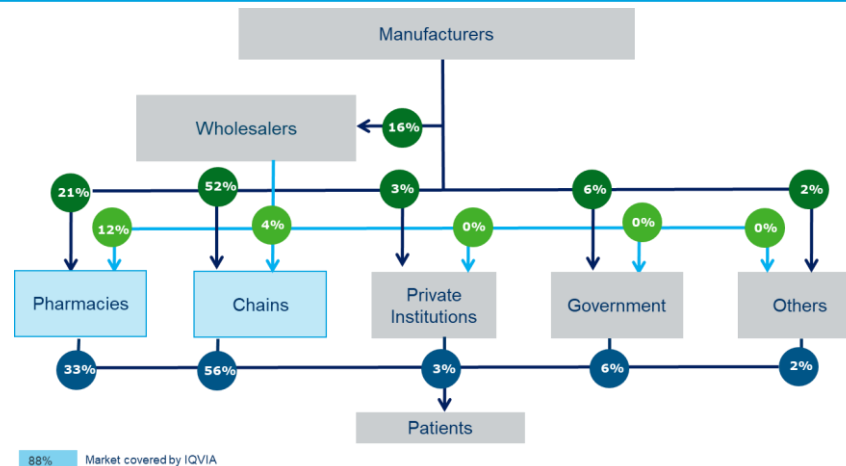 Manufacturers
Wholesalers
16%
21%
52%
3%
6%
2%
12%
4%
0%
0%
0%
Pharmacies
Chains
Private
Institutions
Government
Others
33%
56%
3%
6%
2%
Patients
88%
Market covered by IQVIA